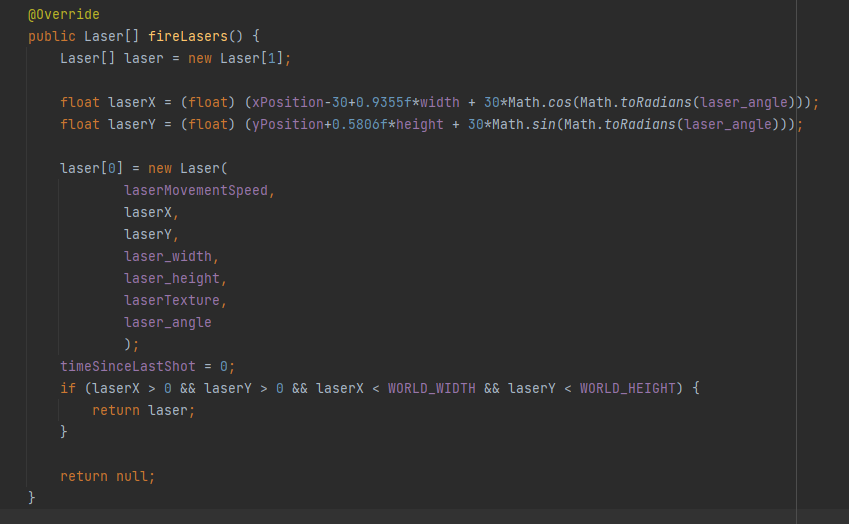 @Override
public Laser[] fireLasers() {
Laser[] laser = new Laser[1];
float laserX = (float) (xPosition-30+0.9355f*width + 30*Math.cos(Math.toRadians(laser_angle)));
float laserY = (float) (yPosition+0.5806f*height + 30*Math.sin(Math.toRadians(laser_angle)));
laser[0] = new Laser(
laserMovementSpeed,
laserX,
laserY,
laser_width,
laser_height,
laserTexture,
laser_angle
);
timeSinceLastShot = 0;
if (laserX > 0 && laserY > 0 && laserX < WORLD_WIDTH && laserY < WORLD_HEIGHT) {
return laser;
}
return null;
}